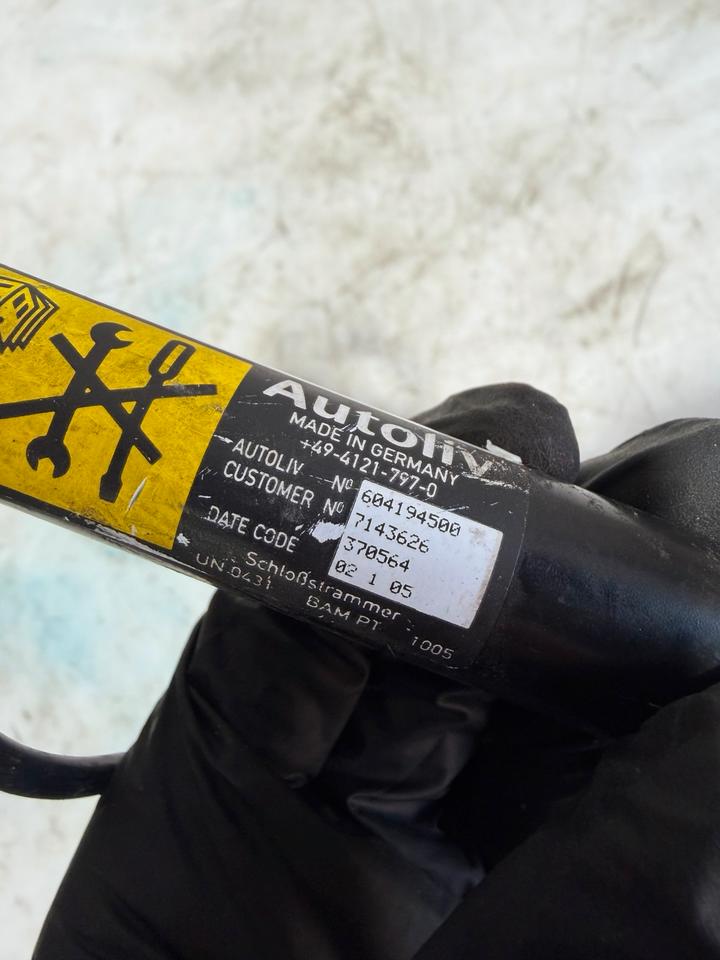 Autoliv
MADE IN GERMANY
+49-4121-797-0
AUTOLIV Nº 604194500
CUSTOMER Nº 7143626
370564
DATE CODE 02 1 05
Schloßstrammer
UN 0431 BAM PT 1005